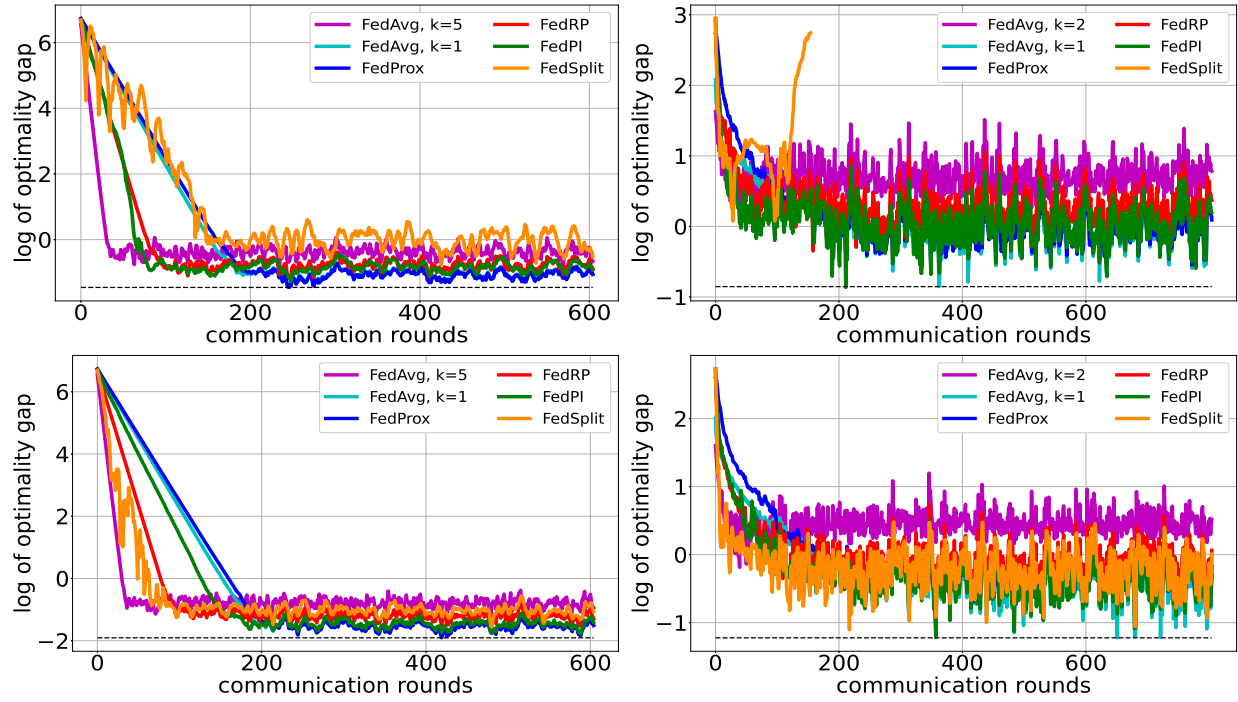 log of optimality gap
6
4
2
0
0
200
400
600
communication rounds
FedAvg, k=5
FedAvg, k=1
FedProx
FedRP
FedPI
FedSplit
log of optimality gap
3
2
1
0
−1
0
200
400
600
communication rounds
FedAvg, k=2
FedAvg, k=1
FedProx
FedRP
FedPI
FedSplit
log of optimality gap
6
4
2
0
−2
0
200
400
600
communication rounds
FedAvg, k=5
FedAvg, k=1
FedProx
FedRP
FedPI
FedSplit
log of optimality gap
2
1
0
−1
0
200
400
600
communication rounds
FedAvg, k=2
FedAvg, k=1
FedProx
FedRP
FedPI
FedSplit